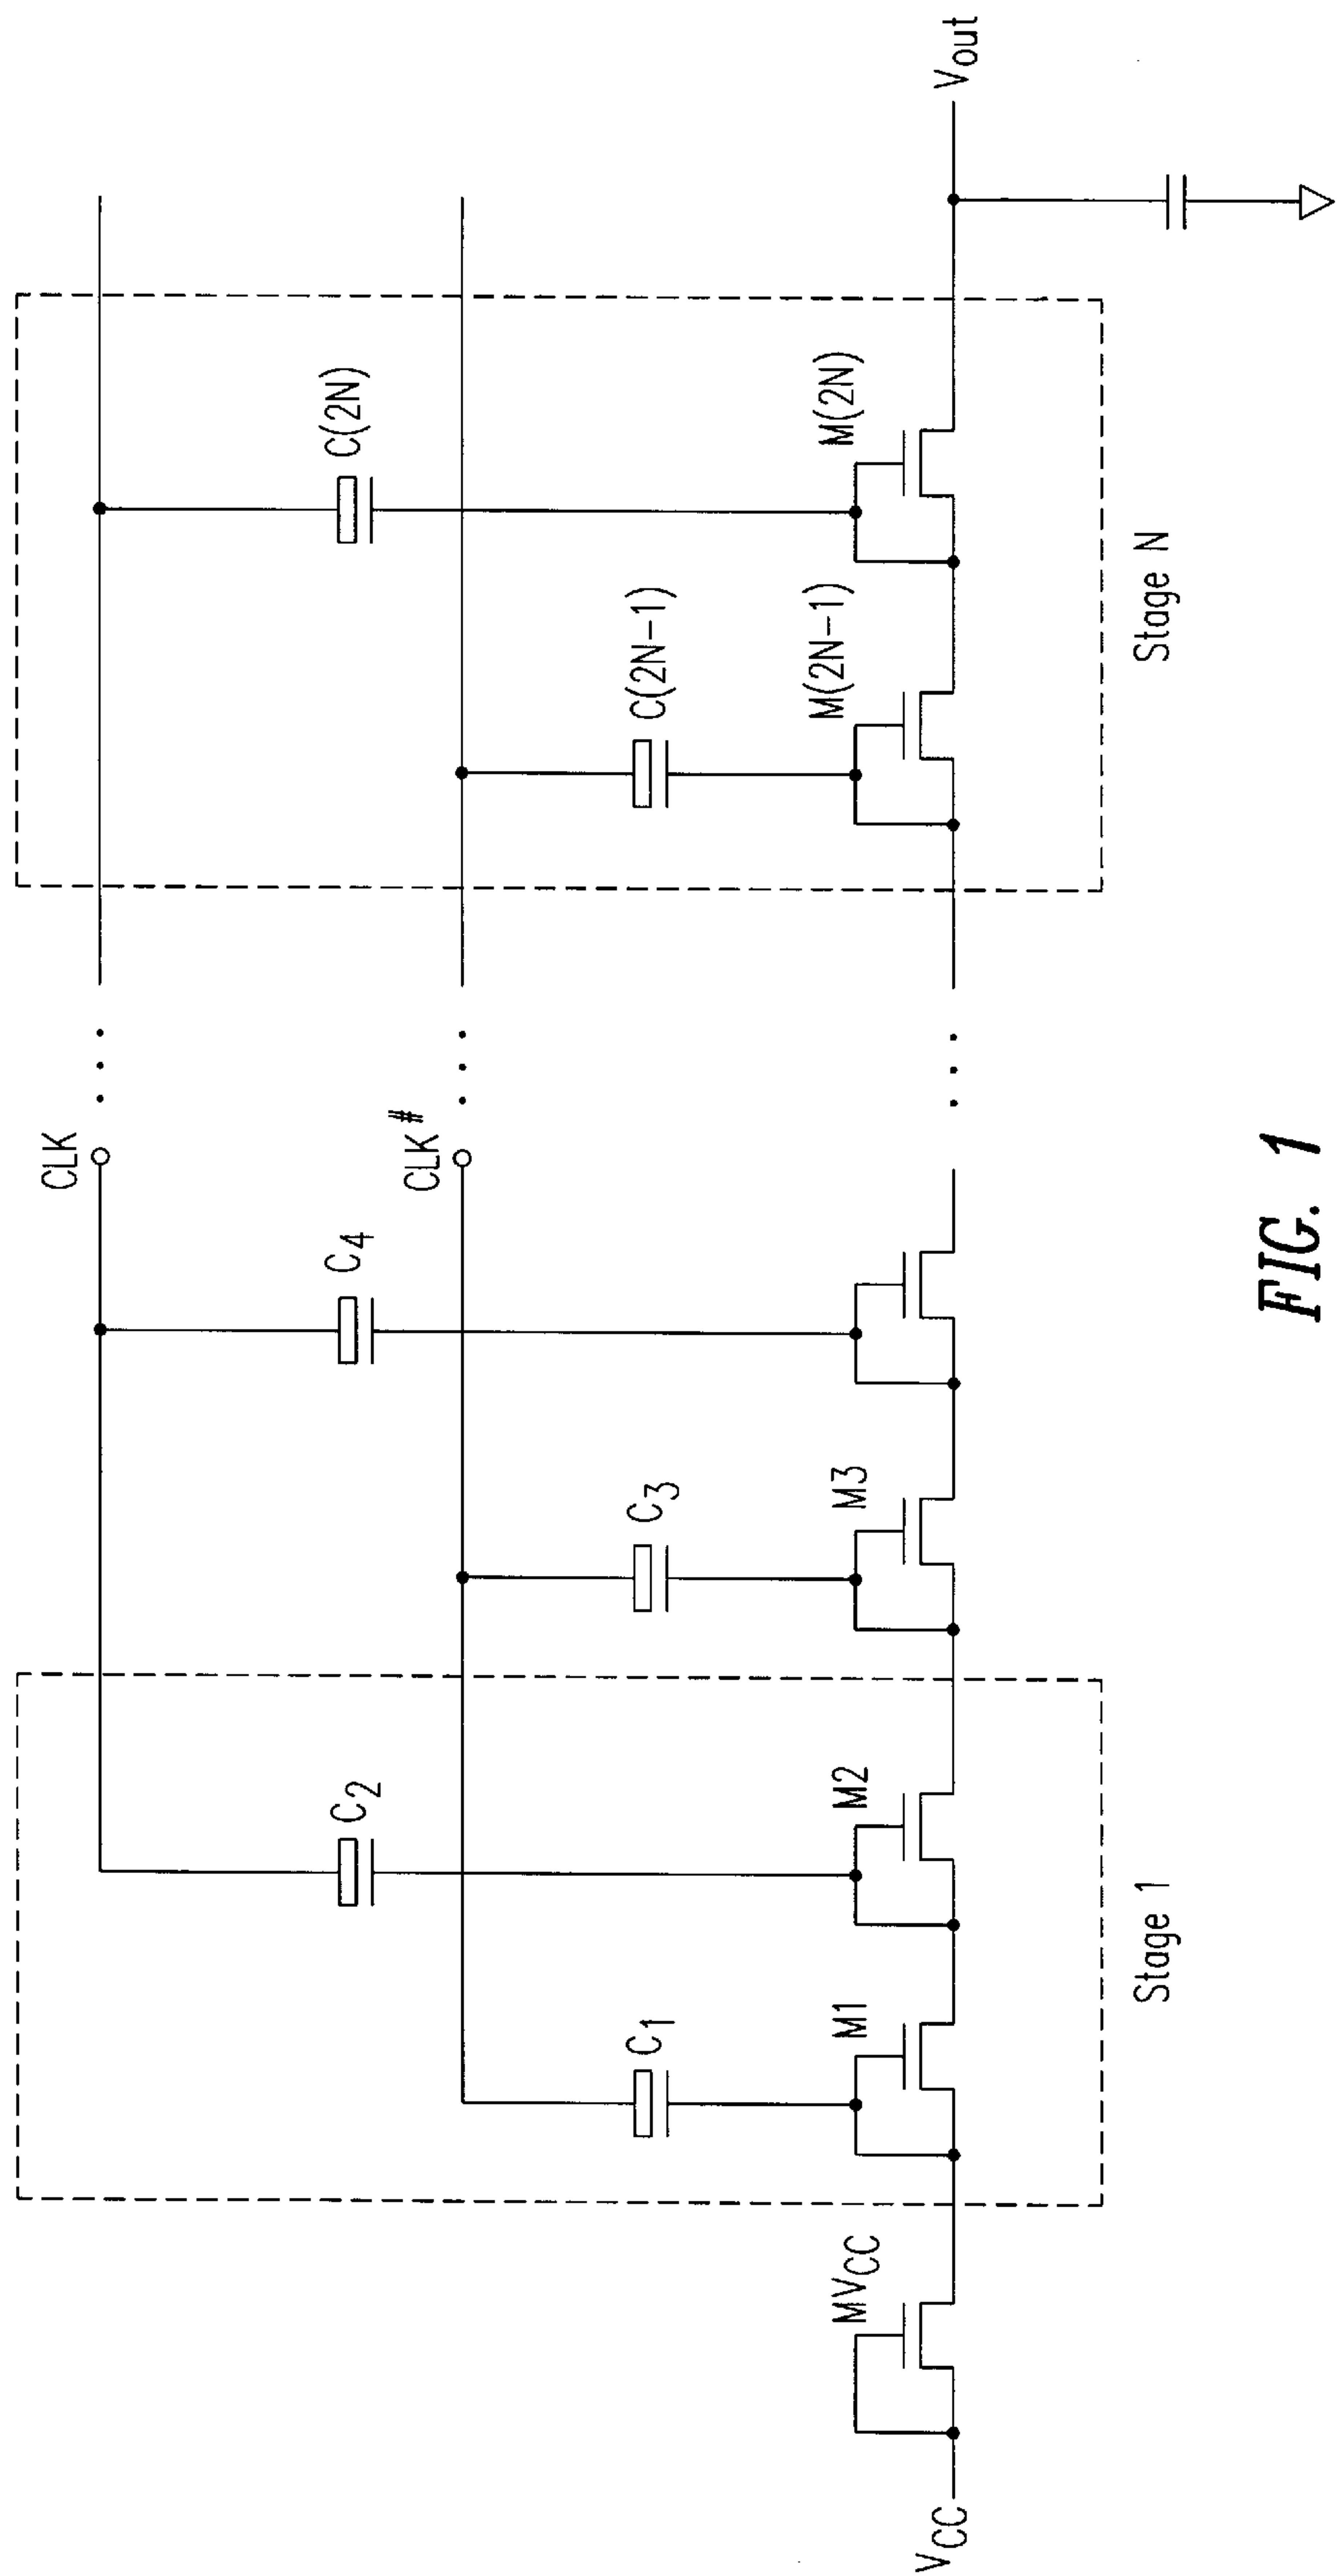 CLK
CLK#
C2
C4
C(2N)
C1
C3
C(2N-1)
MVCC
M1
M2
M3
M(2N-1)
M(2N)
VCC
Vout
Stage 1
Stage N
FIG. 1